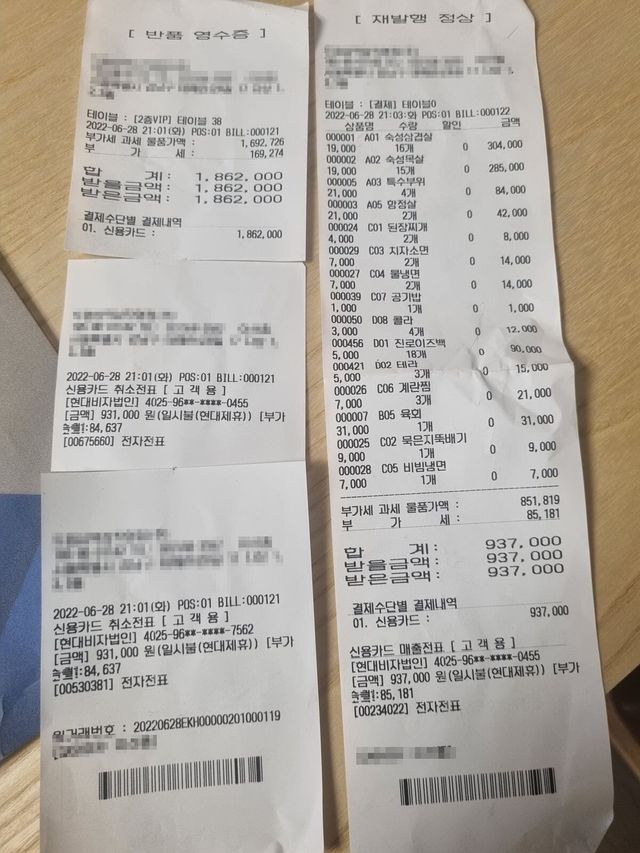 [ 반품 영수증 ]
테이블 : [2층VIP] 테이블 38
2022-06-28 21:01(화) POS:01 BILL:000121
부가세 과세 물품가액 : 1,692,726
부 가 세 : 169,274
합 계: 1,862,000
받을금액: 1,862,000
받은금액: 1,862,000
결제수단별 결제내역
01. 신용카드 : 1,862,000
2022-06-28 21:01(화) POS:01 BILL:000121
신용카드 취소전표 [ 고객용 ]
[현대비자법인] 4025-96**-****-0455
[금액] 931,000 원(일시불(현대제휴)) [부가
84,637
[00675660] 전자전표
2022-06-28 21:01(화) POS:01 BILL:000121
신용카드 취소전표 [ 고객용 ]
[현대비자법인] 4025-96**-****-7562
[금액] 931,000 원(일시불(현대제휴)) [부가
84,637
[00530381] 전자전표
원거래번호 : 20220628EKH00000201000119
[ 재발행 정상 ]
테이블 : [결제] 테이블0
2022-06-28 21:03:화) POS:01 BILL:000122
상품명 수량 할인 금액
000001 A01 숙성삼겹살
19,000 16개 0 304,000
000002 A02 숙성목살
19,000 15개 0 285,000
000005 A03 특수부위
21,000 4개 0 84,000
000003 A05 항정살
21,000 2개 0 42,000
000024 C01 된장찌개
4,000 2개 0 8,000
000029 C03 치자소면
7,000 2개 0 14,000
000027 C04 물냉면
7,000 2개 0 14,000
000039 C07 공기밥
1,000 1개 0 1,000
000050 D08 콜라
3,000 4개 0 12,000
000456 D01 진로이즈백
5,000 18개 0 90,000
000421 D02 테라
5,000 3개 0 15,000
000026 C06 계란찜
7,000 3개 0 21,000
000007 B05 육회
31,000 1개 0 31,000
000025 C02 묵은지뚝배기
9,000 1개 0 9,000
000028 C05 비빔냉면
7,000 1개 0 7,000
부가세 과세 물품가액 : 851,819
부 가 세 : 85,181
합 계: 937,000
받을금액: 937,000
받은금액: 937,000
결제수단별 결제내역
01. 신용카드 : 937,000
신용카드 매출전표 [ 고객용 ]
[현대비자법인] 4025-96**-****-0455
[금액] 937,000 원(일시불(현대제휴)) [부가
85,181
[00234022] 전자전표